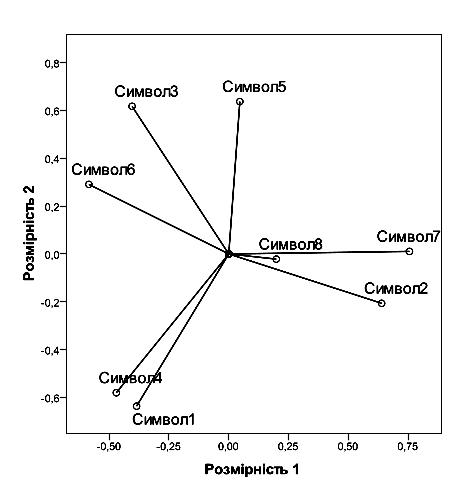 0,8
Символ3
Символ5
0,6
0,4
Символ6
0,2
Розмірність 2
Символ7
Символ8
0,0
Символ2
-0,2
-0,4
Символ4
-0,6
Символ1
-0,50 -0,25 0,00 0,25 0,50 0,75
Розмірність 1